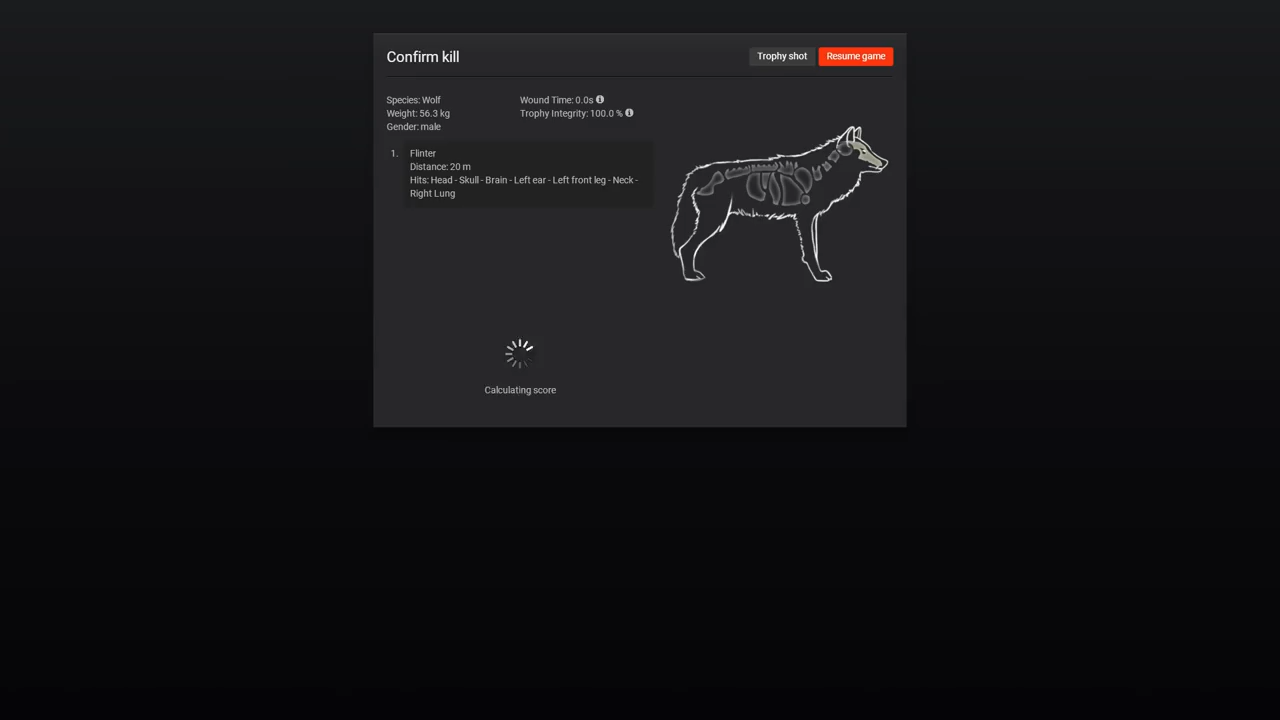 Confirm kill
Trophy shot
Resume game
Species: Wolf
Weight: 56.3 kg
Gender: male
Wound Time: 0.0s
Trophy Integrity: 100.0 %
1.
Flinter
Distance: 20 m
Hits: Head - Skull - Brain - Left ear - Left front leg - Neck -
Right Lung
Calculating score